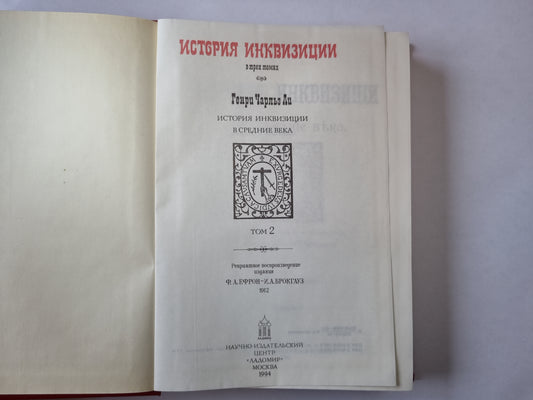 ИСТОРИЯ ИНКВИЗИЦИИ
в трех томах
Генри Чарльс Ли
ИСТОРИЯ ИНКВИЗИЦИИ
В СРЕДНИЕ ВЕКА
ТОМ 2
Репринтное воспроизведение
издания
Ф. А. ЕФРОН - И. А. БРОКГАУЗ
1912
НАУЧНО-ИЗДАТЕЛЬСКИЙ
ЦЕНТР
"ЛАДОМИР"
МОСКВА
1994